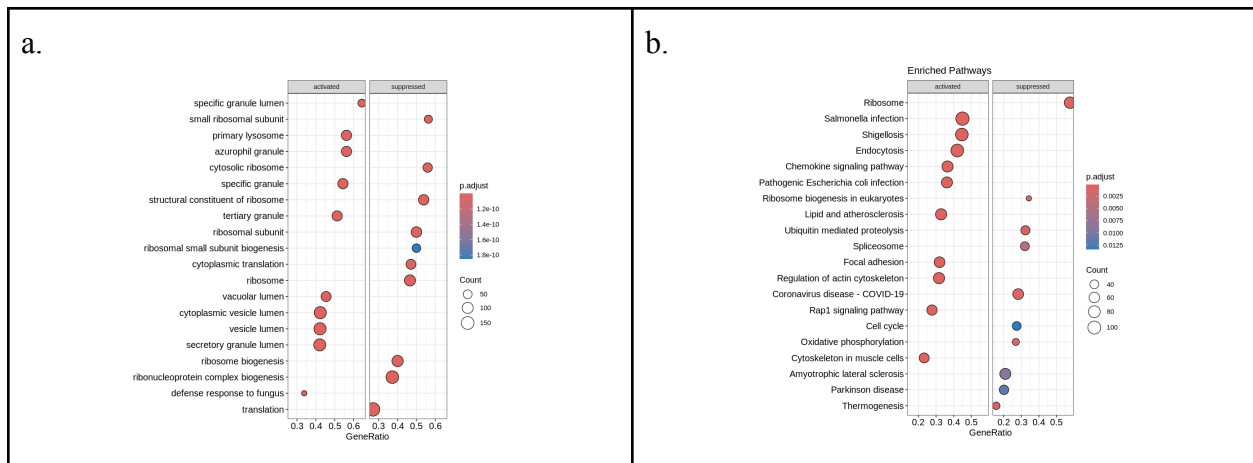 a.
activated suppressed
specific granule lumen
small ribosomal subunit
primary lysosome
azurophil granule
cytosolic ribosome
specific granule
structural constituent of ribosome
tertiary granule
ribosomal subunit
ribosomal small subunit biogenesis
cytoplasmic translation
ribosome
vacuolar lumen
cytoplasmic vesicle lumen
vesicle lumen
secretory granule lumen
ribosome biogenesis
ribonucleoprotein complex biogenesis
defense response to fungus
translation
0.3 0.4 0.5 0.6 0.3 0.4 0.5 0.6
GeneRatio
p.adjust
1.2e-10
1.4e-10
1.6e-10
1.8e-10
Count
50
100
150
b.
Enriched Pathways
activated suppressed
Ribosome
Salmonella infection
Shigellosis
Endocytosis
Chemokine signaling pathway
Pathogenic Escherichia coli infection
Ribosome biogenesis in eukaryotes
Lipid and atherosclerosis
Ubiquitin mediated proteolysis
Spliceosome
Focal adhesion
Regulation of actin cytoskeleton
Coronavirus disease - COVID-19
Rap1 signaling pathway
Cell cycle
Oxidative phosphorylation
Cytoskeleton in muscle cells
Amyotrophic lateral sclerosis
Parkinson disease
Thermogenesis
0.2 0.3 0.4 0.5 0.2 0.3 0.4 0.5
GeneRatio
p.adjust
0.0025
0.0050
0.0075
0.0100
0.0125
Count
40
60
80
100